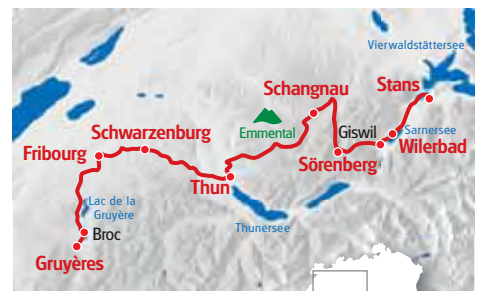 Vierwaldstättersee
Stans
Schangnau
Emmental
Giswil
Sarnersee
Wilerbad
Schwarzenburg
Fribourg
Sörenberg
Thun
Lac de la
Gruyère
Thunersee
Broc
Gruyères